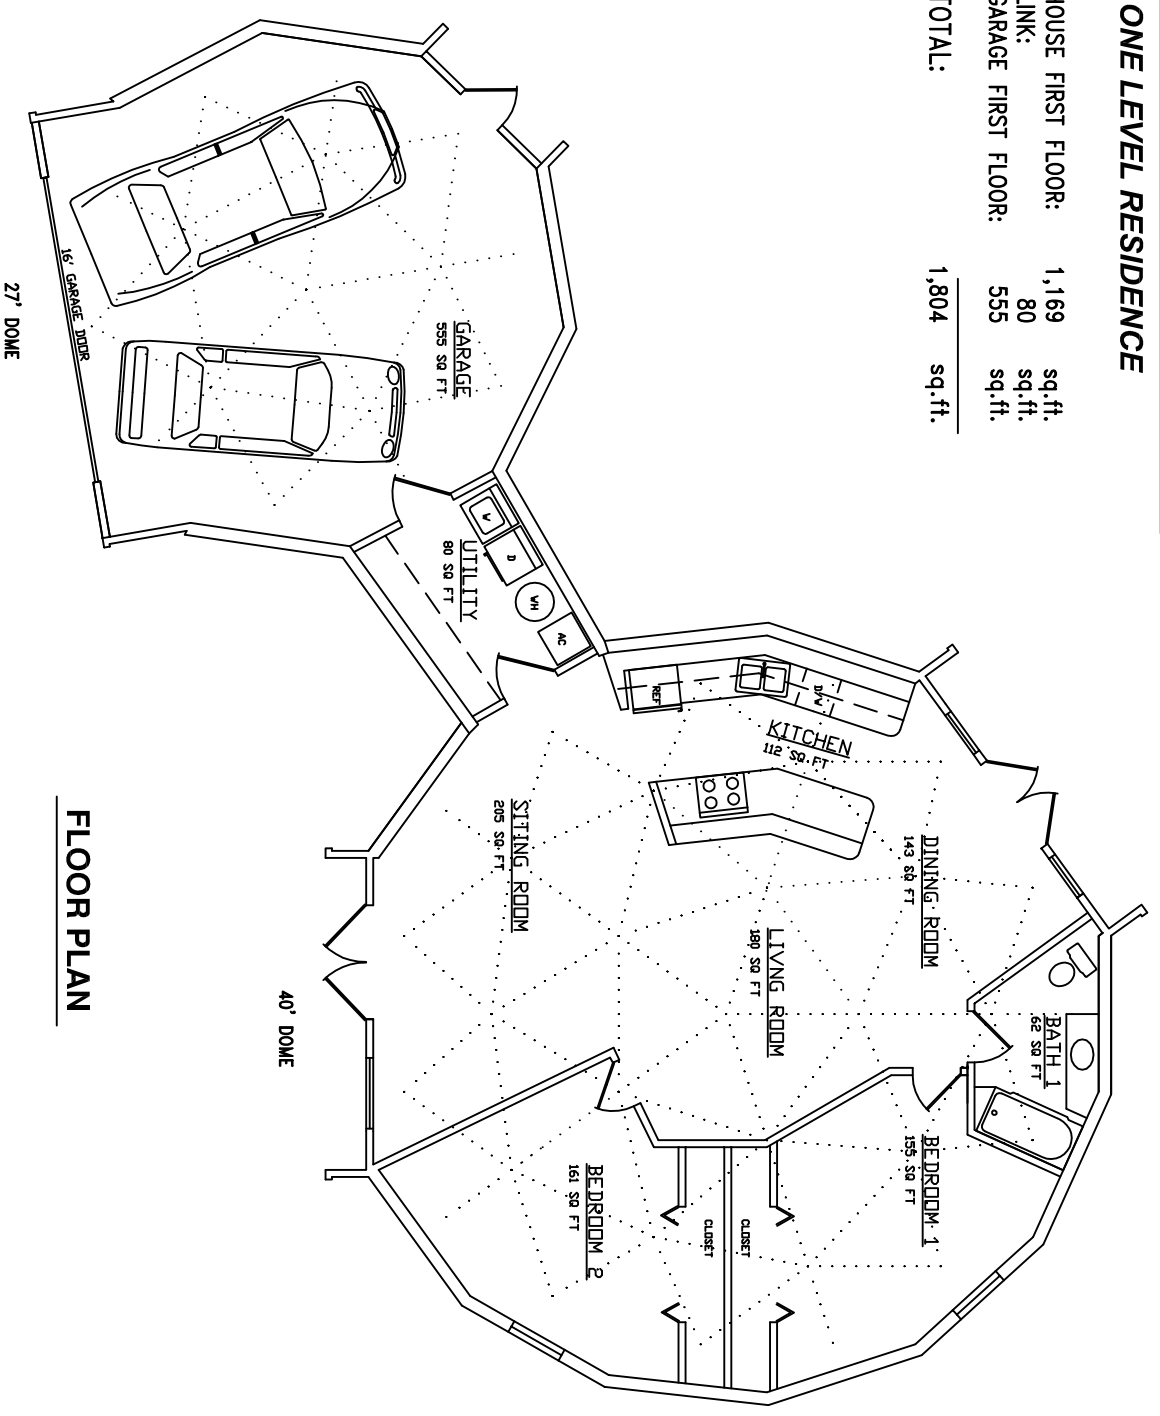 ONE LEVEL RESIDENCE
HOUSE FIRST FLOOR: 1,169 sq.ft.
LINK: 80 sq.ft.
GARAGE FIRST FLOOR: 555 sq.ft.
TOTAL: 1,804 sq.ft.
GARAGE
555 SQ FT
16' GARAGE DOOR
27' DOME
W
D
WH
AC
UTILITY
80 SQ FT
REF
D/W
KITCHEN
112 SQ FT
DINING ROOM
143 SQ FT
LIVNG ROOM
180 SQ FT
SITING ROOM
205 SQ FT
BATH 1
62 SQ FT
BEDROOM 1
155 SQ FT
CLOSET
CLOSET
BEDROOM 2
161 SQ FT
40' DOME
FLOOR PLAN